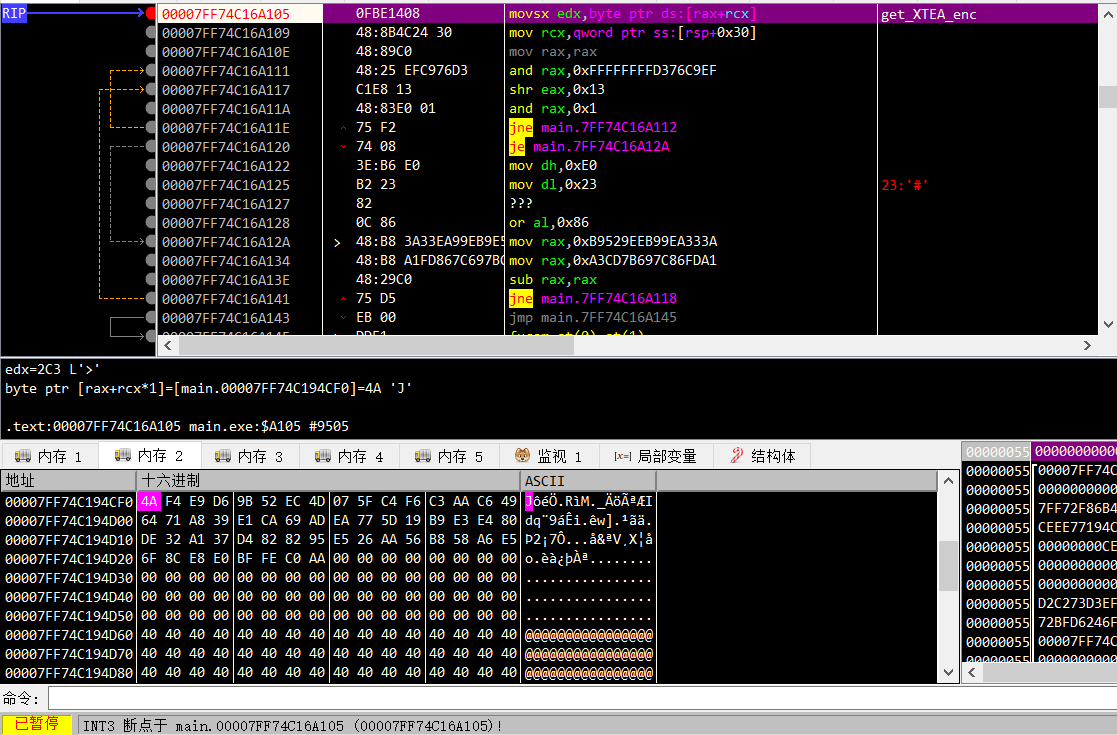 RIP
00007FF74C16A105 0FBE1408 movsx edx,byte ptr ds:[rax+rcx] get_XTEA_enc
00007FF74C16A109 48:8B4C24 30 mov rcx,qword ptr ss:[rsp+0x30]
00007FF74C16A10E 48:89C0 mov rax,rax
00007FF74C16A111 48:25 EFC976D3 and rax,0xFFFFFFFFD376C9EF
00007FF74C16A117 C1E8 13 shr eax,0x13
00007FF74C16A11A 48:83E0 01 and rax,0x1
00007FF74C16A11E 75 F2 jne main.7FF74C16A112
00007FF74C16A120 74 08 je main.7FF74C16A12A
00007FF74C16A122 3E:B6 E0 mov dh,0xE0
00007FF74C16A125 B2 23 mov dl,0x23 23:'#'
00007FF74C16A127 82 ???
00007FF74C16A128 0C 86 or al,0x86
00007FF74C16A12A 48:B8 3A33EA99EB9E5 mov rax,0xB9529EEB99EA333A
00007FF74C16A134 48:B8 A1FD867C697BC mov rax,0xA3CD7B697C86FDA1
00007FF74C16A13E 48:29C0 sub rax,rax
00007FF74C16A141 75 D5 jne main.7FF74C16A118
00007FF74C16A143 EB 00 jmp main.7FF74C16A145
edx=2C3 L'>'
byte ptr [rax+rcx*1]=[main.00007FF74C194CF0]=4A 'J'
.text:00007FF74C16A105 main.exe:$A105 #9505
内存 1 内存 2 内存 3 内存 4 内存 5 监视 1 [x=] 局部变量 结构体
地址 十六进制 ASCII
00007FF74C194CF0 4A F4 E9 D6 9B 52 EC 4D 07 5F C4 F6 C3 AA C6 49 JôéÖ.RìM._ÄöÃªÆI
00007FF74C194D00 64 71 A8 39 E1 CA 69 AD EA 77 5D 19 B9 E3 E4 80 dq¨9áÊi.êw].¹ãä.
00007FF74C194D10 DE 32 A1 37 D4 82 82 95 E5 26 AA 56 B8 58 A6 E5 Þ2¡7Ô...å&ªV¸X¦å
00007FF74C194D20 6F 8C E8 E0 BF FE C0 AA 00 00 00 00 00 00 00 00 o.èà¿þÀª........
00007FF74C194D30 00 00 00 00 00 00 00 00 00 00 00 00 00 00 00 00 ................
00007FF74C194D40 00 00 00 00 00 00 00 00 00 00 00 00 00 00 00 00 ................
00007FF74C194D50 00 00 00 00 00 00 00 00 00 00 00 00 00 00 00 00 ................
00007FF74C194D60 40 40 40 40 40 40 40 40 40 40 40 40 40 40 40 40 @@@@@@@@@@@@@@@@
00007FF74C194D70 40 40 40 40 40 40 40 40 40 40 40 40 40 40 40 40 @@@@@@@@@@@@@@@@
00007FF74C194D80 40 40 40 40 40 40 40 40 40 40 40 40 40 40 40 40 @@@@@@@@@@@@@@@@
00000055 0000000000
00000055 00007FF74C
00000055 7FF72F86B4
00000055 CEEE77194C
00000055 00000000CE
00000055 0000000000
00000055 0000000000
00000055 D2C273D3EF
00000055 72BFD6246F
00000055 00007FF74C
命令：
已暂停 INT3 断点于 main.00007FF74C16A105 (00007FF74C16A105)!